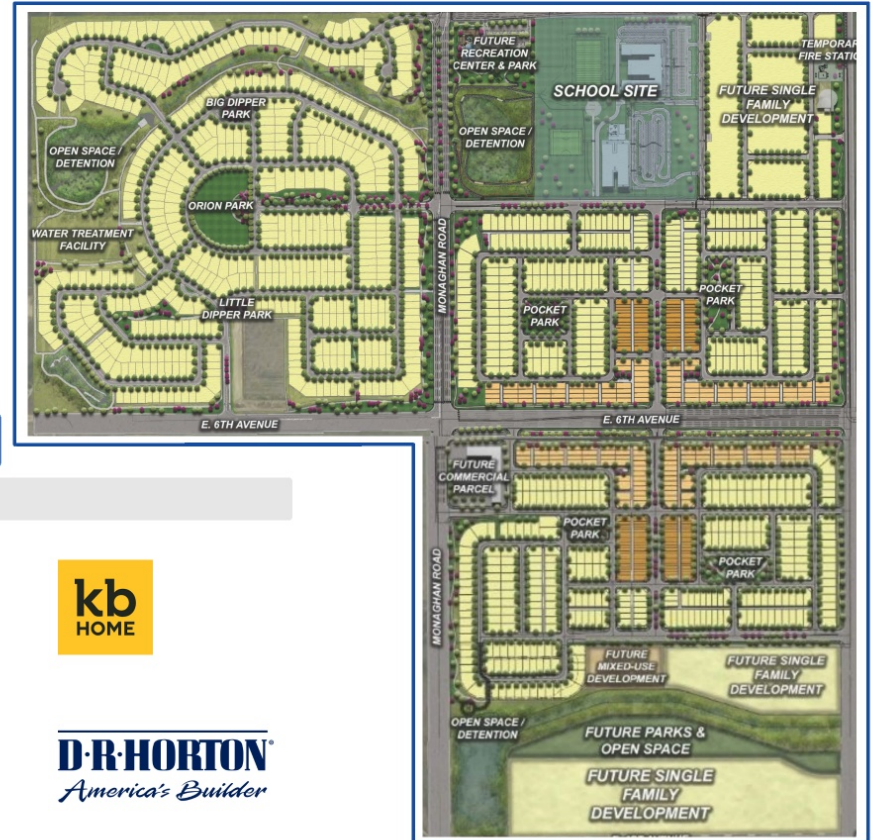 FUTURE
RECREATION
CENTER & PARK
SCHOOL SITE
TEMPORAR
FIRE STATIO
FUTURE SINGLE
FAMILY
DEVELOPMENT
BIG DIPPER
PARK
OPEN SPACE /
DETENTION
OPEN SPACE /
DETENTION
ORION PARK
WATER TREATMENT
FACILITY
MONAGHAN ROAD
LITTLE
DIPPER PARK
POCKET
PARK
POCKET
PARK
E. 6TH AVENUE
E. 6TH AVENUE
FUTURE
COMMERCIAL
PARCEL
POCKET
PARK
POCKET
PARK
MONAGHAN ROAD
FUTURE
MIXED-USE
DEVELOPMENT
FUTURE SINGLE
FAMILY
DEVELOPMENT
OPEN SPACE /
DETENTION
FUTURE PARKS &
OPEN SPACE
FUTURE SINGLE
FAMILY
DEVELOPMENT
kb
HOME
D·R·HORTON®
America's Builder